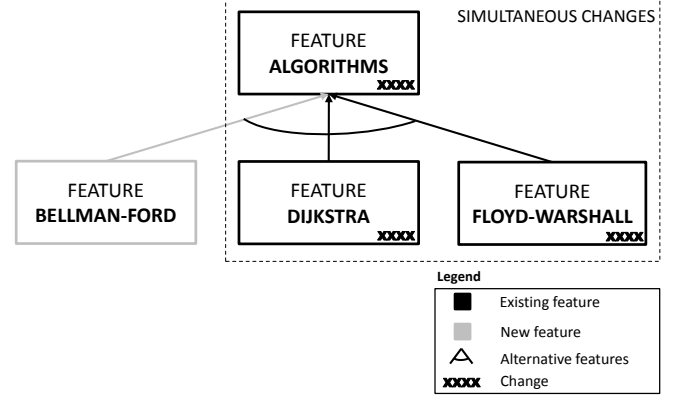 SIMULTANEOUS CHANGES
FEATURE
ALGORITHMS
xxxx
FEATURE
BELLMAN-FORD
FEATURE
DIJKSTRA
xxxx
FEATURE
FLOYD-WARSHALL
xxxx
Legend
Existing feature
New feature
Alternative features
xxxx Change